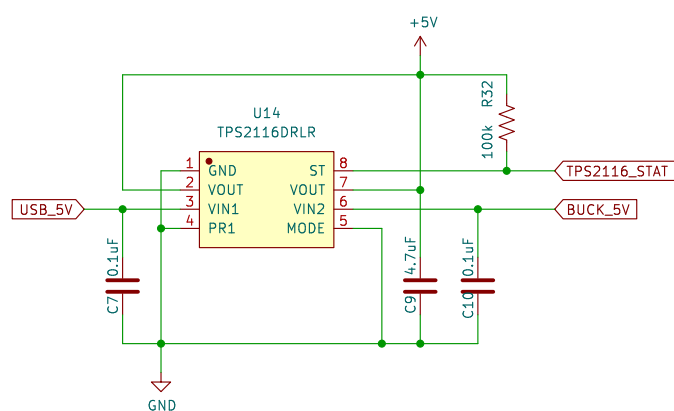 +5V
U14
TPS2116DRLR
R32
100k
1 GND ST 8
2 VOUT VOUT 7
3 VIN1 VIN2 6
4 PR1 MODE 5
TPS2116_STAT
USB_5V
BUCK_5V
0.1uF
C7
4.7uF
C9
0.1uF
C10
GND